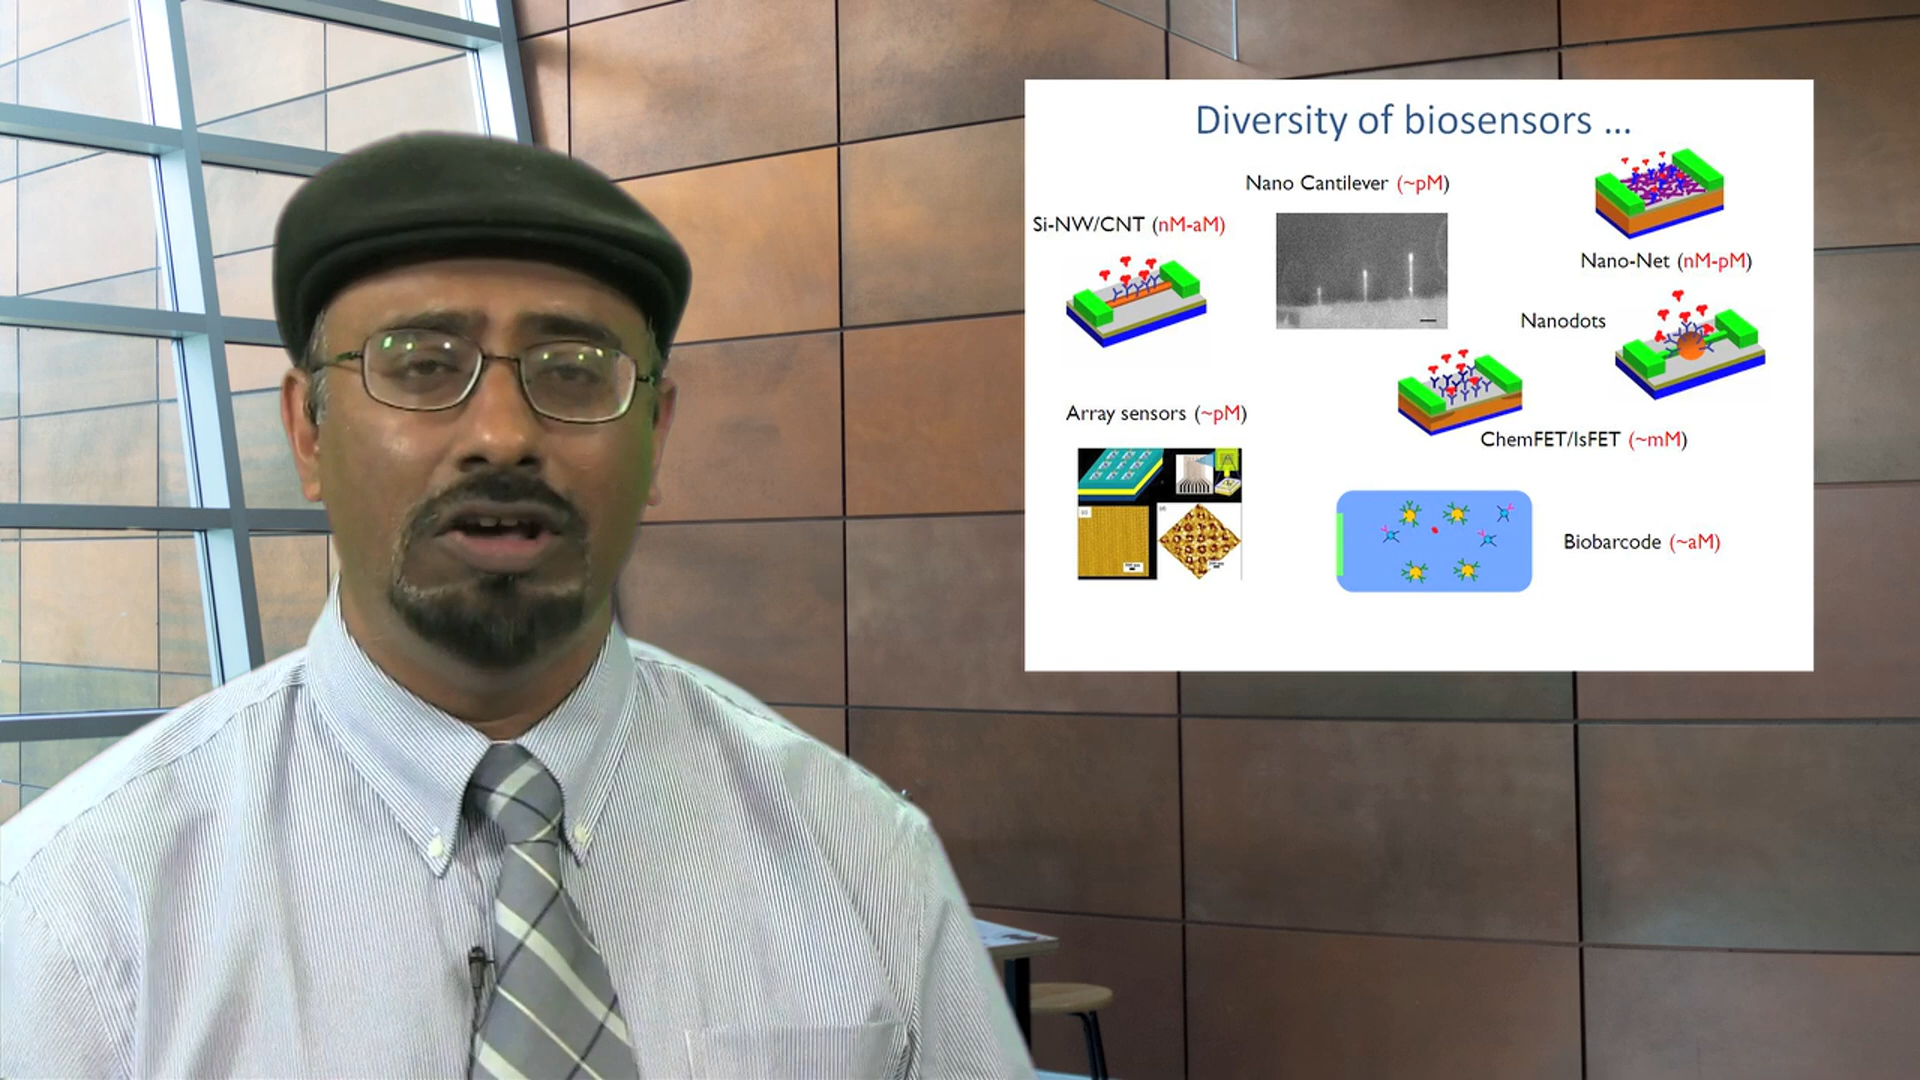 Diversity of biosensors ...
Nano Cantilever (~pM)
Si-NW/CNT (nM-aM)
Nano-Net (nM-pM)
Nanodots
Array sensors (~pM)
ChemFET/IsFET (~mM)
Biobarcode (~aM)